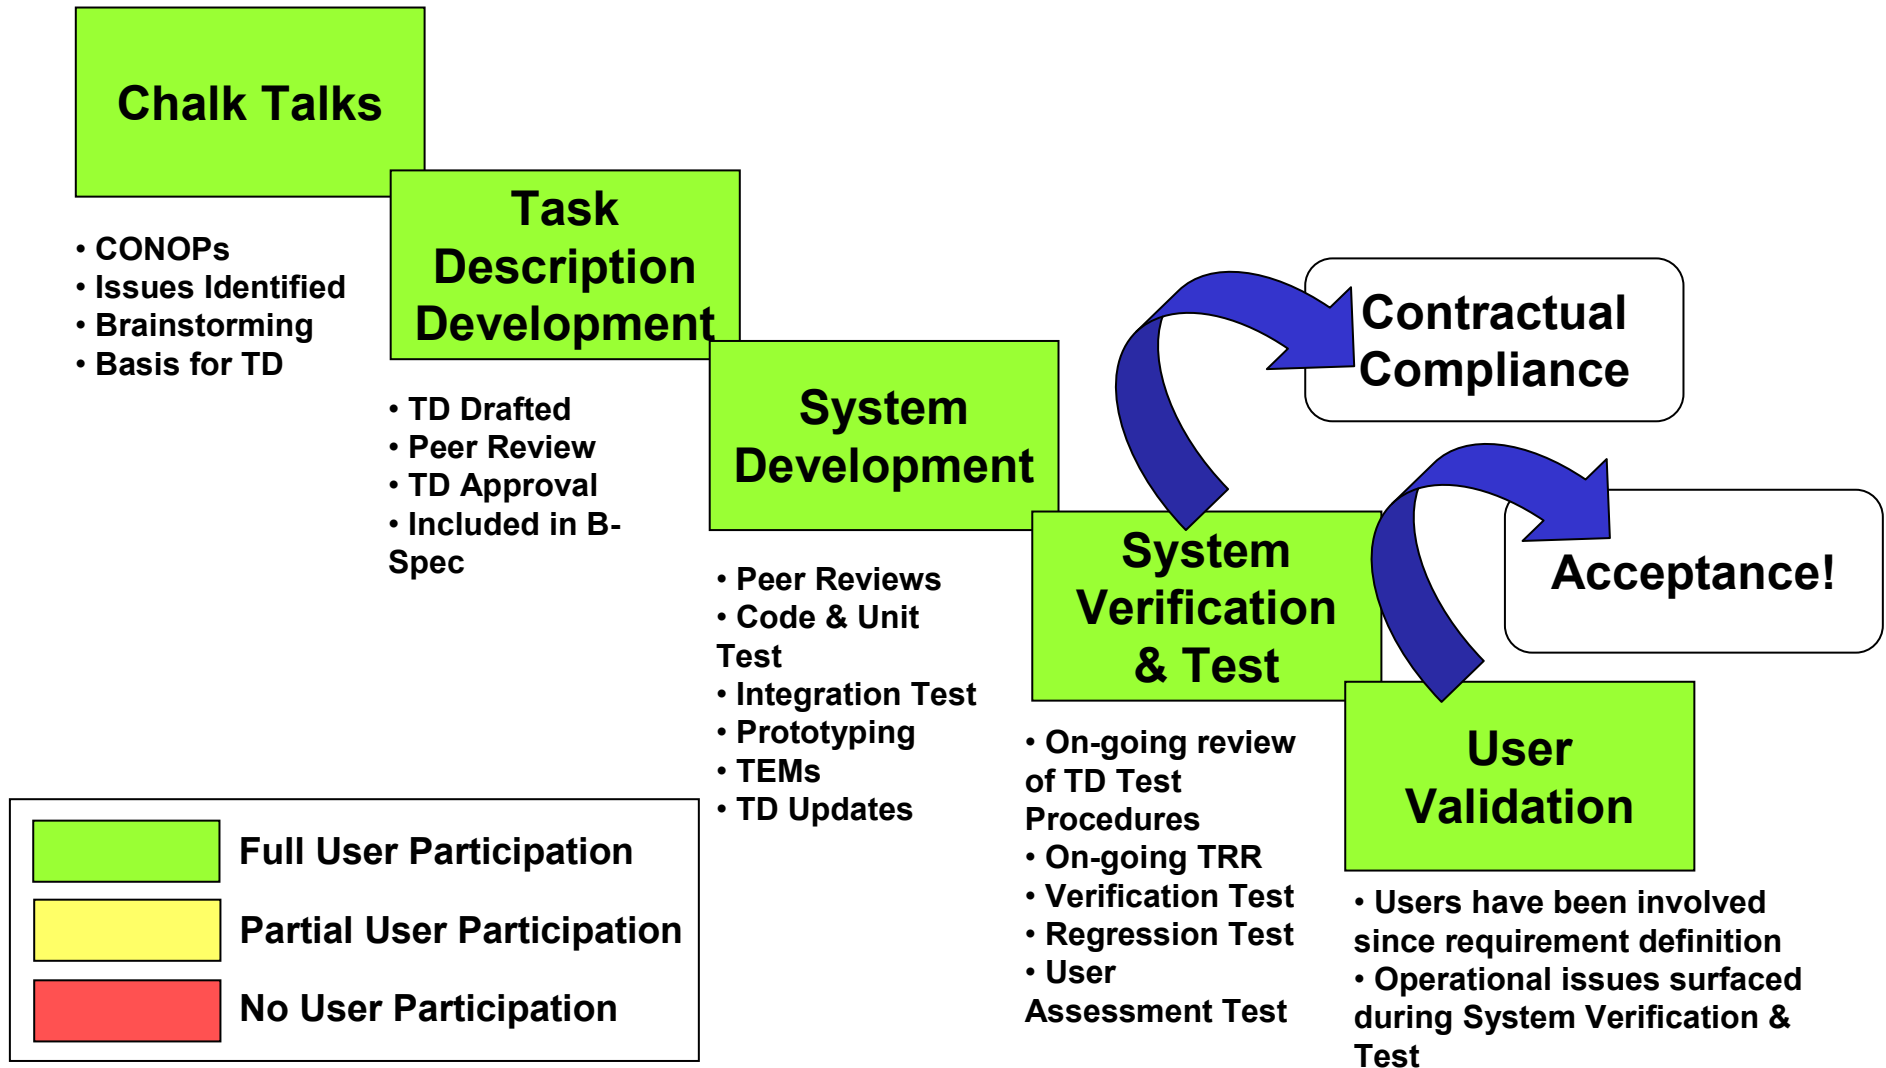 Chalk Talks
• CONOPs
• Issues Identified
• Brainstorming
• Basis for TD
Task
Description
Development
• TD Drafted
• Peer Review
• TD Approval
• Included in B-
Spec
System
Development
• Peer Reviews
• Code & Unit
Test
• Integration Test
• Prototyping
• TEMs
• TD Updates
System
Verification
& Test
• On-going review
of TD Test
Procedures
• On-going TRR
• Verification Test
• Regression Test
• User
Assessment Test
Contractual
Compliance
User
Validation
• Users have been involved
since requirement definition
• Operational issues surfaced
during System Verification &
Test
Acceptance!
Full User Participation
Partial User Participation
No User Participation